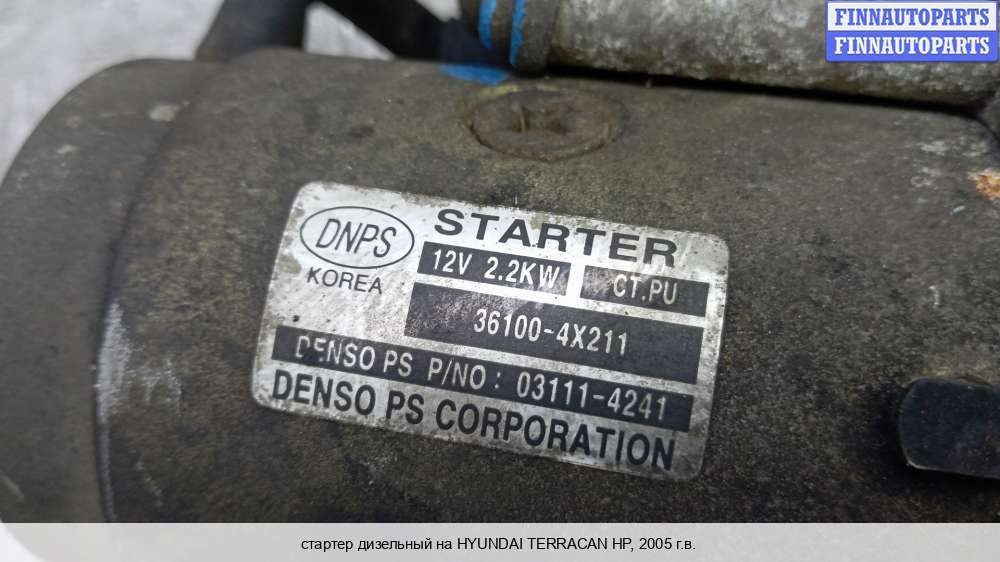 FINNAUTOPARTS
FINNAUTOPARTS
DNPS
KOREA
STARTER
12V 2.2KW
CT.PU
36100-4X211
DENSO PS P/NO : 03111-4241
DENSO PS CORPORATION
стартер дизельный на HYUNDAI TERRACAN HP, 2005 г.в.